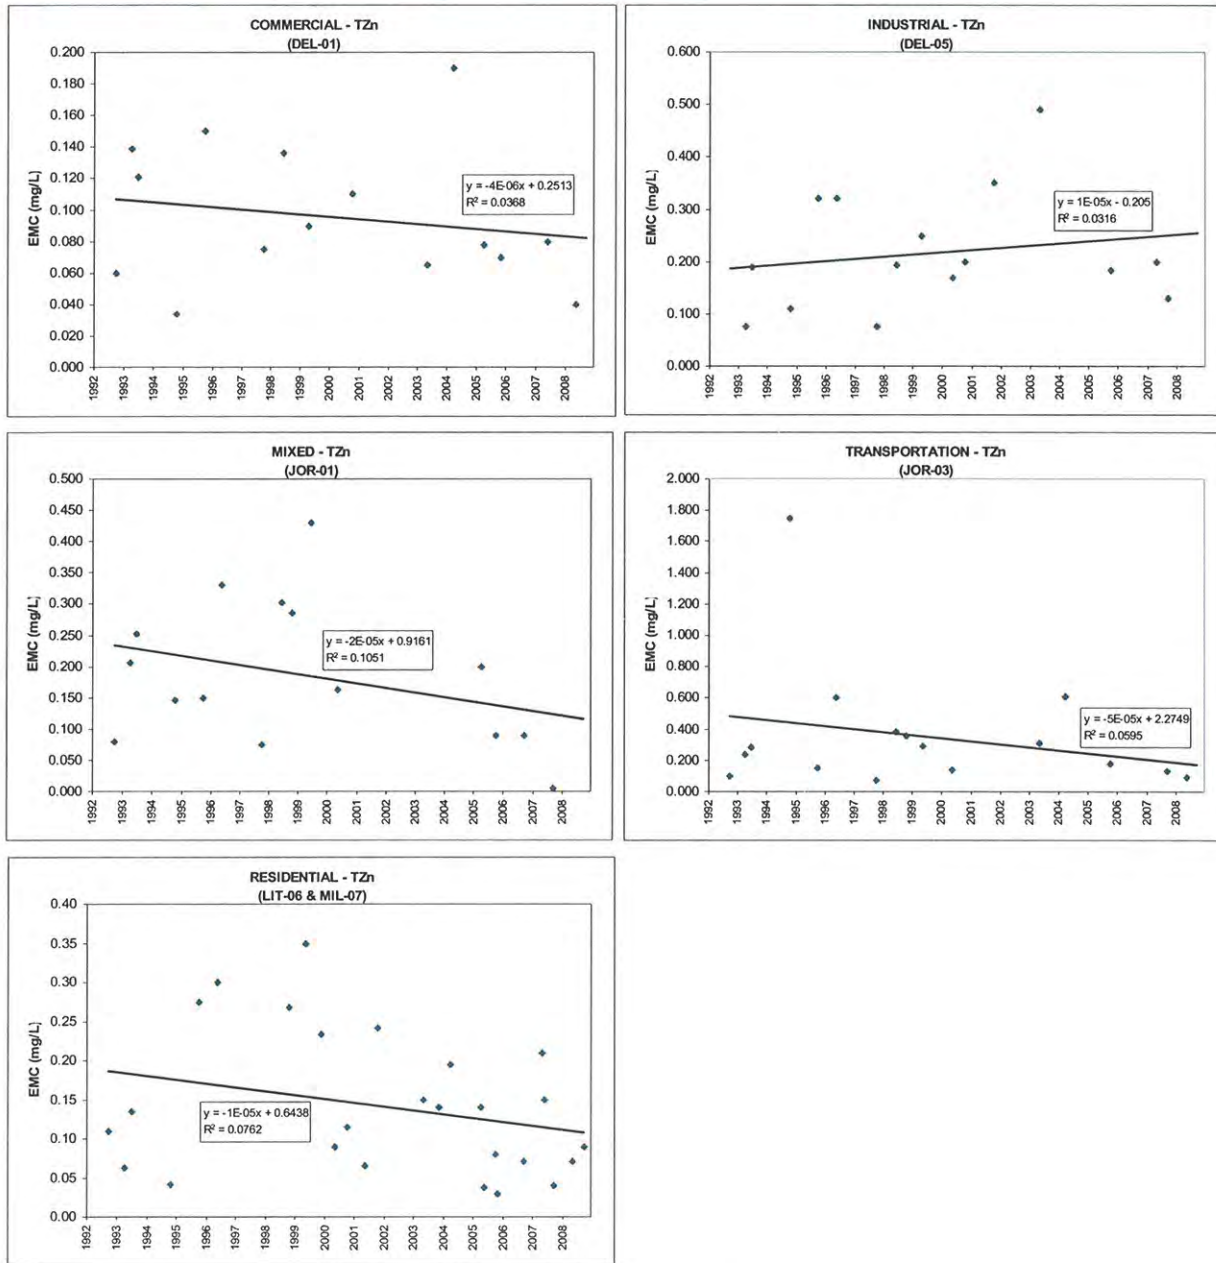 COMMERCIAL - TZn
(DEL-01)
EMC (mg/L)
0.200
0.180
0.160
0.140
0.120
0.100
0.080
0.060
0.040
0.020
0.000
y = -4E-06x + 0.2513
R² = 0.0368
1992 1993 1994 1995 1996 1997 1998 1999 2000 2001 2002 2003 2004 2005 2006 2007 2008
INDUSTRIAL - TZn
(DEL-05)
EMC (mg/L)
0.600
0.500
0.400
0.300
0.200
0.100
0.000
y = 1E-05x - 0.205
R² = 0.0316
1992 1993 1994 1995 1996 1997 1998 1999 2000 2001 2002 2003 2004 2005 2006 2007 2008
MIXED - TZn
(JOR-01)
EMC (mg/L)
0.500
0.450
0.400
0.350
0.300
0.250
0.200
0.150
0.100
0.050
0.000
y = -2E-05x + 0.9161
R² = 0.1051
1992 1993 1994 1995 1996 1997 1998 1999 2000 2001 2002 2003 2004 2005 2006 2007 2008
TRANSPORTATION - TZn
(JOR-03)
EMC (mg/L)
2.000
1.800
1.600
1.400
1.200
1.000
0.800
0.600
0.400
0.200
0.000
y = -5E-05x + 2.2749
R² = 0.0595
1992 1993 1994 1995 1996 1997 1998 1999 2000 2001 2002 2003 2004 2005 2006 2007 2008
RESIDENTIAL - TZn
(LIT-06 & MIL-07)
EMC (mg/L)
0.40
0.35
0.30
0.25
0.20
0.15
0.10
0.05
0.00
y = -1E-05x + 0.6438
R² = 0.0762
1992 1993 1994 1995 1996 1997 1998 1999 2000 2001 2002 2003 2004 2005 2006 2007 2008